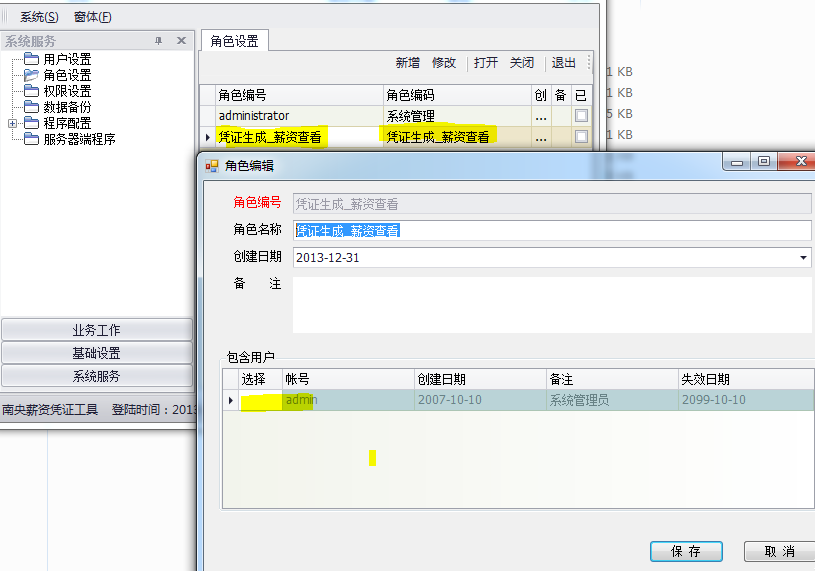 系统(S) 窗体(F)
系统服务
用户设置
角色设置
权限设置
数据备份
程序配置
服务器端程序
业务工作
基础设置
系统服务
南央薪资凭证工具 登陆时间：201
角色设置
新增 修改 打开 关闭 退出
角色编号 角色编码 创 备 已
administrator 系统管理 ...
凭证生成_薪资查看 凭证生成_薪资查看 ...
1 KB
1 KB
5 KB
1 KB
角色编辑
角色编号 凭证生成_薪资查看
角色名称 凭证生成_薪资查看
创建日期 2013-12-31
备 注
包含用户
选择 帐号 创建日期 备注 失效日期
admin 2007-10-10 系统管理员 2099-10-10
保 存 取 消